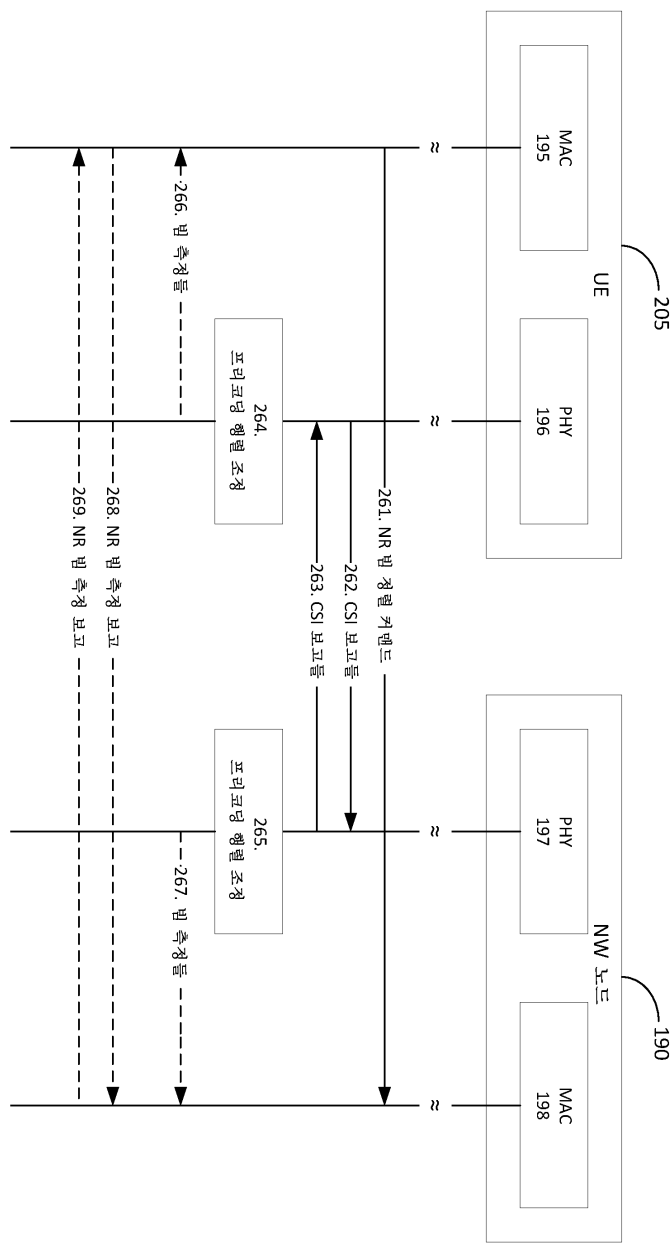 205
190
UE
NW 노드
MAC
195
PHY
196
PHY
197
MAC
198
261. NR 빔 정렬 커맨드
262. CSI 보고들
263. CSI 보고들
264.
프리코딩 행렬 조정
265.
프리코딩 행렬 조정
266. 빔 측정들
267. 빔 측정들
268. NR 빔 측정 보고
269. NR 빔 측정 보고